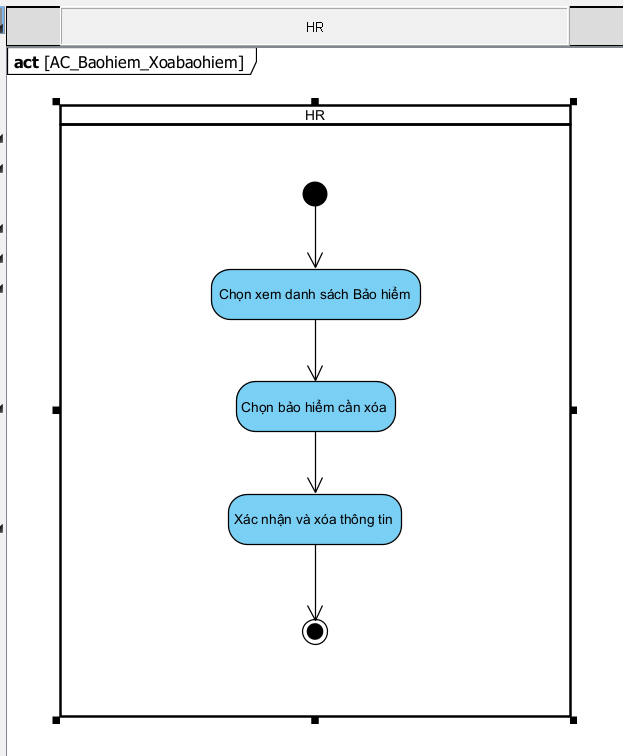 HR
act [AC_Baohiem_Xoabaohiem]
HR
Chọn xem danh sách Bảo hiểm
Chọn bảo hiểm cần xóa
Xác nhận và xóa thông tin